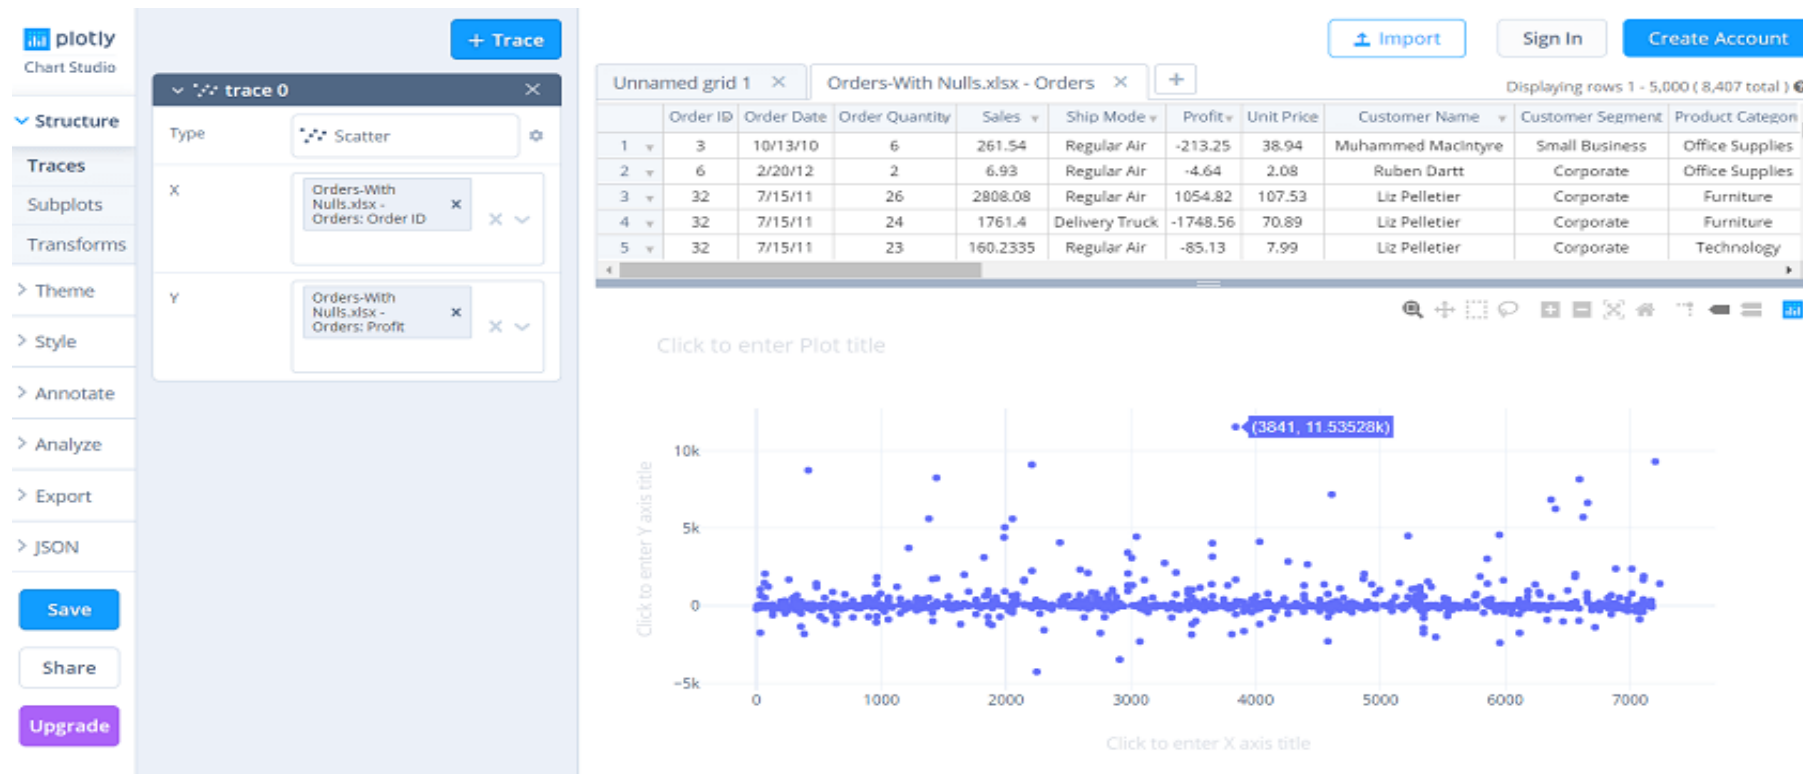 plotly
Chart Studio
Structure
Traces
Subplots
Transforms
Theme
Style
Annotate
Analyze
Export
JSON
Save
Share
Upgrade
+ Trace
trace 0
Type
Scatter
X
Orders-With
Nulls.xlsx -
Orders: Order ID
Y
Orders-With
Nulls.xlsx -
Orders: Profit
Import
Sign In
Create Account
Unnamed grid 1
Orders-With Nulls.xlsx - Orders
+
Displaying rows 1 - 5,000 ( 8,407 total )
Order ID Order Date Order Quantity Sales Ship Mode Profit Unit Price Customer Name Customer Segment Product Categor
1 3 10/13/10 6 261.54 Regular Air -213.25 38.94 Muhammed MacIntyre Small Business Office Supplies
2 6 2/20/12 2 6.93 Regular Air -4.64 2.08 Ruben Dartt Corporate Office Supplies
3 32 7/15/11 26 2808.08 Regular Air 1054.82 107.53 Liz Pelletier Corporate Furniture
4 32 7/15/11 24 1761.4 Delivery Truck -1748.56 70.89 Liz Pelletier Corporate Furniture
5 32 7/15/11 23 160.2335 Regular Air -85.13 7.99 Liz Pelletier Corporate Technology
Click to enter Plot title
(3841, 11.53528k)
10k
5k
0
−5k
Click to enter Y axis title
0 1000 2000 3000 4000 5000 6000 7000
Click to enter X axis title